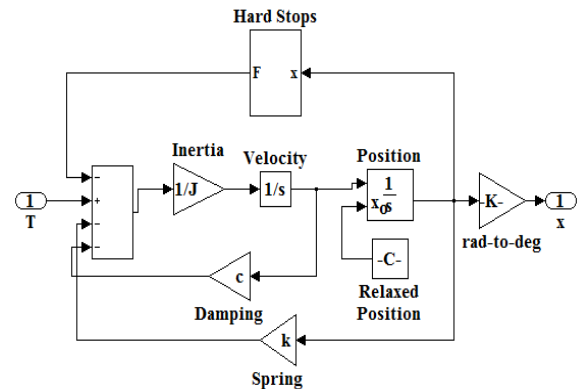 Hard Stops
F x
Inertia
Velocity
Position
1
T
−
+
−
−
1/J
1/s
x₀ 1/s
-K-
1
x
rad-to-deg
-C-
Relaxed
Position
c
Damping
k
Spring